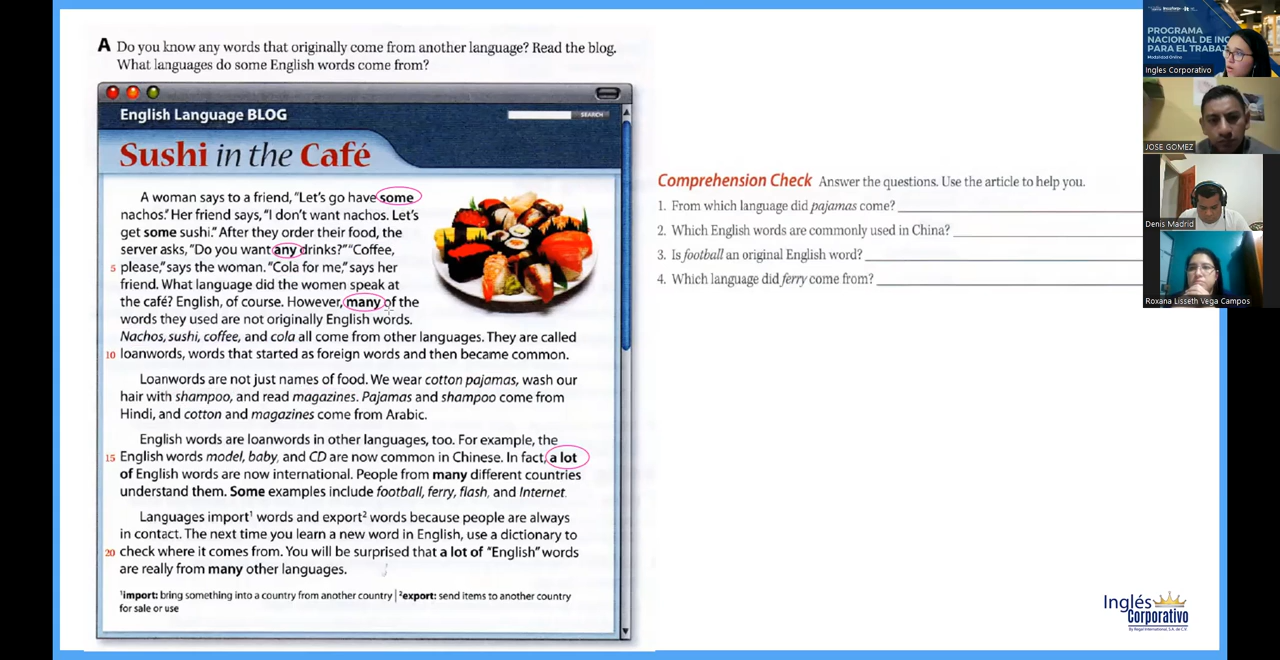 A Do you know any words that originally come from another language? Read the blog.
What languages do some English words come from?
English Language BLOG
SEARCH
Sushi in the Café
A woman says to a friend, "Let's go have some
nachos." Her friend says, "I don't want nachos. Let's
get some sushi." After they order their food, the
server asks, "Do you want any drinks?" "Coffee,
5 please," says the woman. "Cola for me," says her
friend. What language did the women speak at
the café? English, of course. However, many of the
words they used are not originally English words.
Nachos, sushi, coffee, and cola all come from other languages. They are called
10 loanwords, words that started as foreign words and then became common.
Loanwords are not just names of food. We wear cotton pajamas, wash our
hair with shampoo, and read magazines. Pajamas and shampoo come from
Hindi, and cotton and magazines come from Arabic.
English words are loanwords in other languages, too. For example, the
15 English words model, baby, and CD are now common in Chinese. In fact, a lot
of English words are now international. People from many different countries
understand them. Some examples include football, ferry, flash, and Internet.
Languages import¹ words and export² words because people are always
in contact. The next time you learn a new word in English, use a dictionary to
20 check where it comes from. You will be surprised that a lot of "English" words
are really from many other languages.
¹import: bring something into a country from another country | ²export: send items to another country
for sale or use
Comprehension Check Answer the questions. Use the article to help you.
1. From which language did pajamas come?
2. Which English words are commonly used in China?
3. Is football an original English word?
4. Which language did ferry come from?
PROGRAMA
NACIONAL DE ING
PARA EL TRABA
Modalidad Online
Ingles Corporativo
JOSE GOMEZ
Denis Madrid
Roxana Lisseth Vega Campos
Inglés
Corporativo